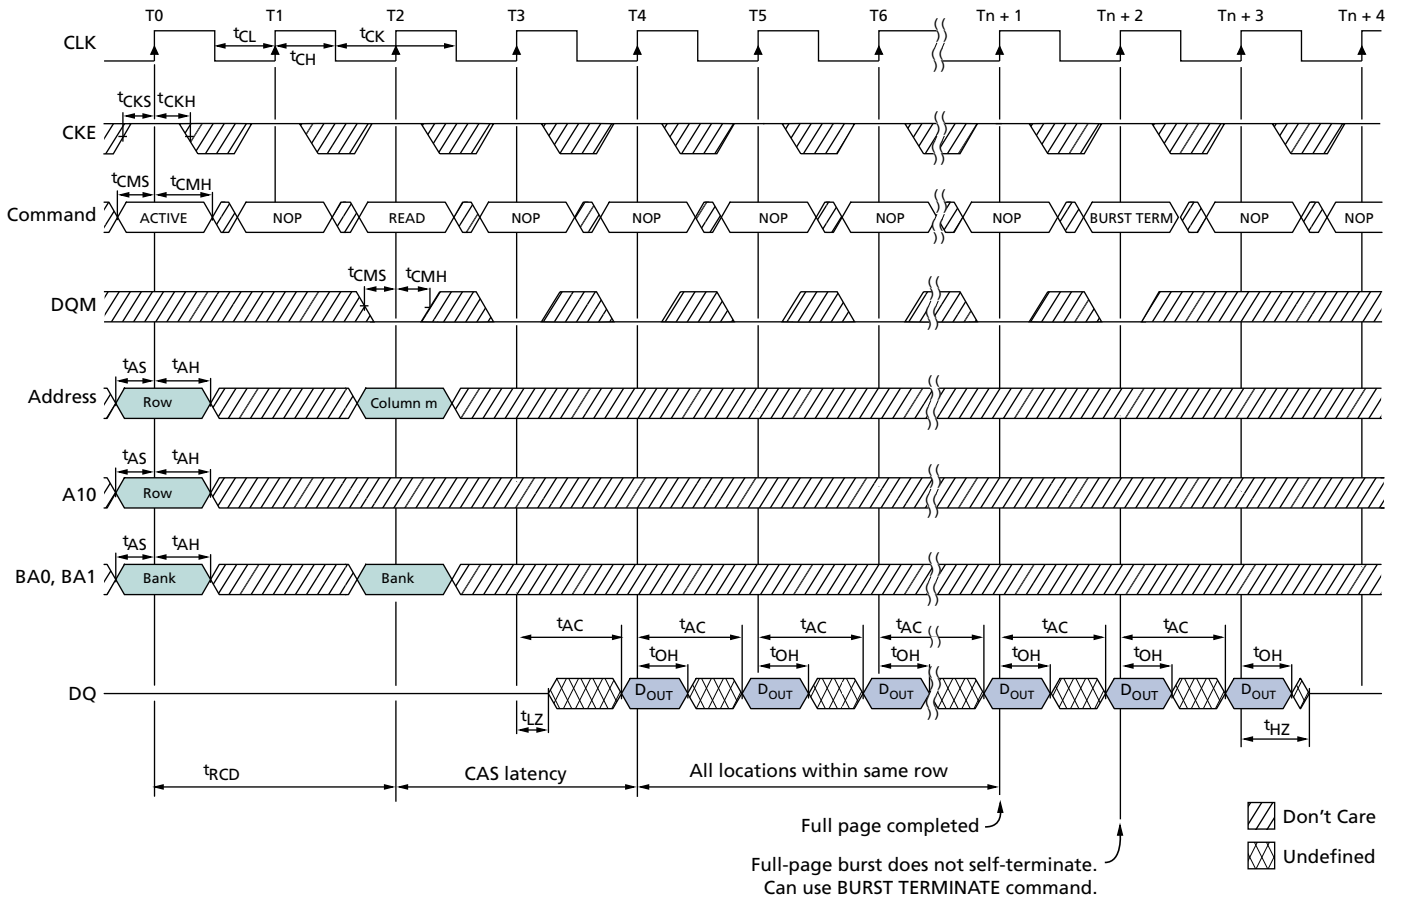 T0 T1 T2 T3 T4 T5 T6 Tn + 1 Tn + 2 Tn + 3 Tn + 4
CLK tCL tCK
tCH
tCKS tCKH
CKE
tCMS tCMH
Command ACTIVE NOP READ NOP NOP NOP NOP NOP BURST TERM NOP NOP
tCMS tCMH
DQM
tAS tAH
Address Row Column m
tAS tAH
A10 Row
tAS tAH
BA0, BA1 Bank Bank
tAC tAC tAC tAC tAC tAC
tOH tOH tOH tOH tOH tOH
DQ DOUT DOUT DOUT DOUT DOUT DOUT
tLZ tHZ
tRCD CAS latency All locations within same row
Full page completed
Don't Care
Full-page burst does not self-terminate.
Can use BURST TERMINATE command.
Undefined